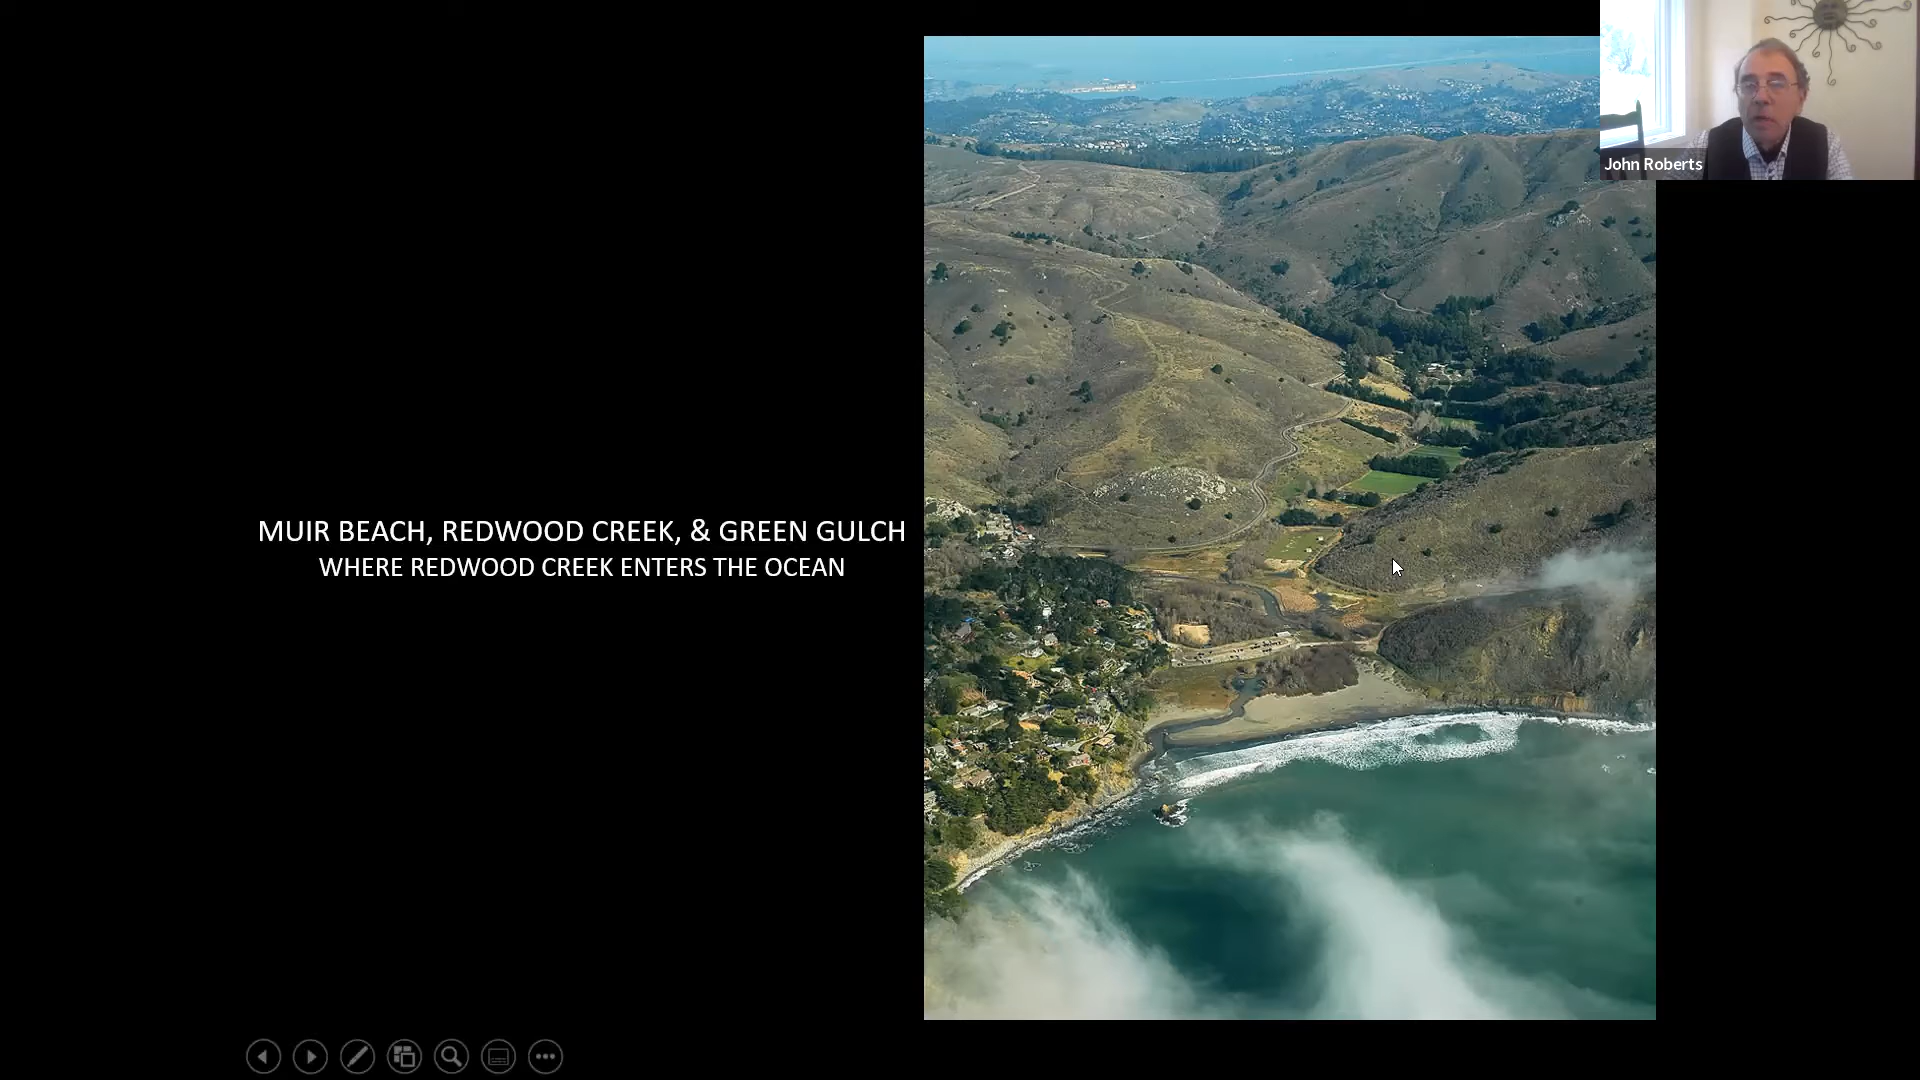 MUIR BEACH, REDWOOD CREEK, & GREEN GULCH
WHERE REDWOOD CREEK ENTERS THE OCEAN
John Roberts